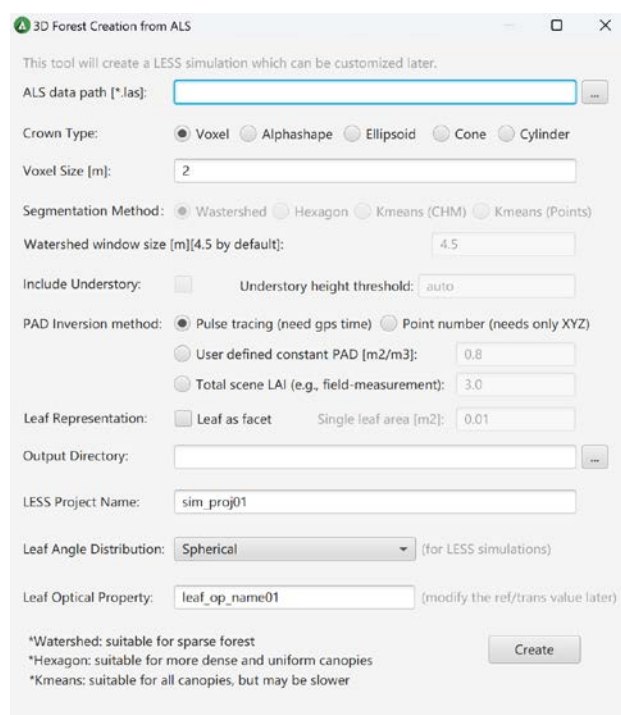 3D Forest Creation from ALS
This tool will create a LESS simulation which can be customized later.
ALS data path [*.las]: ...
Crown Type: Voxel Alphashape Ellipsoid Cone Cylinder
Voxel Size [m]: 2
Segmentation Method: Wastershed Hexagon Kmeans (CHM) Kmeans (Points)
Watershed window size [m][4.5 by default]: 4.5
Include Understory: Understory height threshold: auto
PAD Inversion method: Pulse tracing (need gps time) Point number (needs only XYZ)
User defined constant PAD [m2/m3]: 0.8
Total scene LAI (e.g., field-measurement): 3.0
Leaf Representation: Leaf as facet Single leaf area [m2]: 0.01
Output Directory: ...
LESS Project Name: sim_proj01
Leaf Angle Distribution: Spherical (for LESS simulations)
Leaf Optical Property: leaf_op_name01 (modify the ref/trans value later)
*Watershed: suitable for sparse forest
*Hexagon: suitable for more dense and uniform canopies
*Kmeans: suitable for all canopies, but may be slower
Create